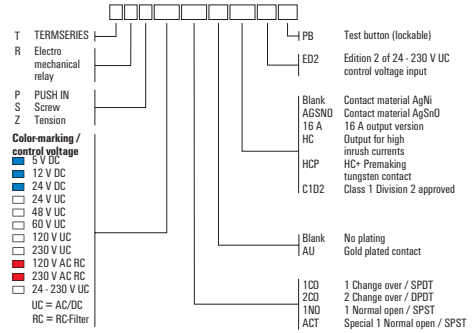 T TERMSERIES
R Electro
mechanical
relay
P PUSH IN
S Screw
Z Tension
Color-marking /
control voltage
5 V DC
12 V DC
24 V DC
24 V UC
48 V UC
60 V UC
120 V UC
230 V UC
120 V AC RC
230 V AC RC
24 - 230 V UC
UC = AC/DC
RC = RC-Filter
PB Test button (lockable)
ED2 Edition 2 of 24 - 230 V UC
control voltage input
Blank Contact material AgNi
AGSNO Contact material AgSnO
16 A 16 A output version
HC Output for high
inrush currents
HCP HC+ Premaking
tungsten contact
C1D2 Class 1 Division 2 approved
Blank No plating
AU Gold plated contact
1CO 1 Change over / SPDT
2CO 2 Change over / DPDT
1NO 1 Normal open / SPST
ACT Special 1 Normal open / SPST